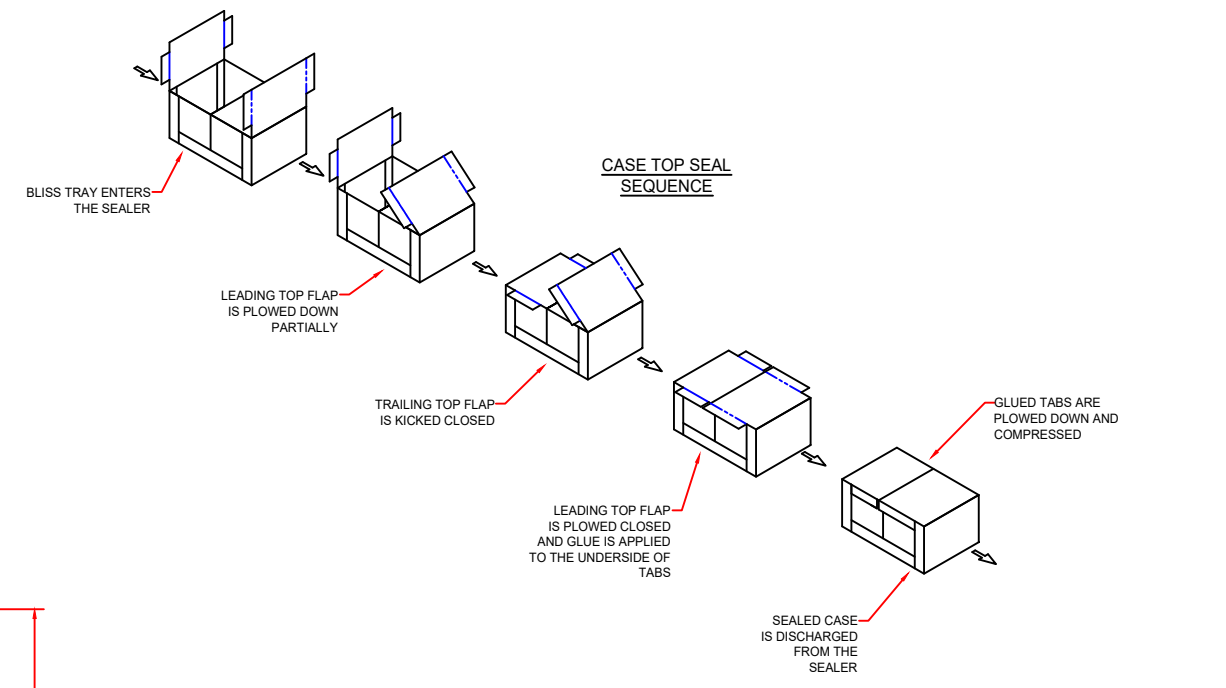 CASE TOP SEAL
SEQUENCE
BLISS TRAY ENTERS
THE SEALER
LEADING TOP FLAP
IS PLOWED DOWN
PARTIALLY
TRAILING TOP FLAP
IS KICKED CLOSED
LEADING TOP FLAP
IS PLOWED CLOSED
AND GLUE IS APPLIED
TO THE UNDERSIDE OF
TABS
GLUED TABS ARE
PLOWED DOWN AND
COMPRESSED
SEALED CASE
IS DISCHARGED
FROM THE
SEALER